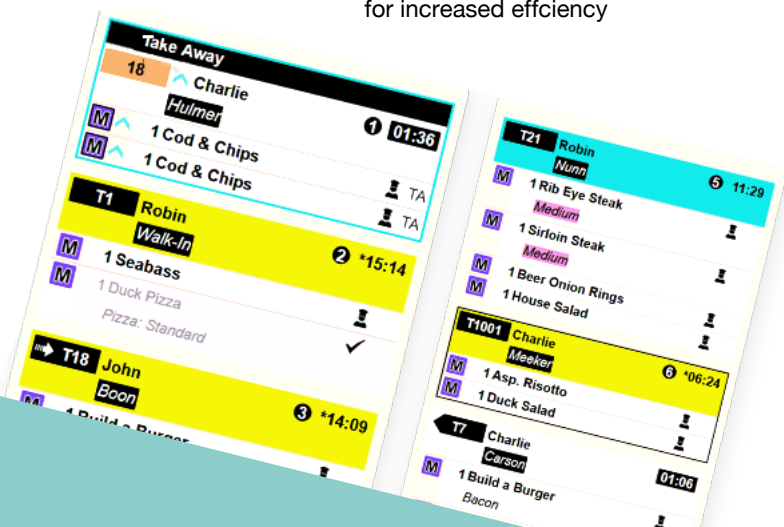 for increased effciency
Take Away
18 Charlie
Hulmer
1 01:36
M 1 Cod & Chips
TA
M 1 Cod & Chips
TA
T1 Robin
Walk-In
2 *15:14
M 1 Seabass
M 1 Duck Pizza
Pizza: Standard
T18 John
Boon
3 *14:09
M 1 Build a Burger
T21 Robin
Nunn
5 11:29
M 1 Rib Eye Steak
Medium
M 1 Sirloin Steak
Medium
M 1 Beer Onion Rings
M 1 House Salad
T1001 Charlie
Meeker
6 *06:24
M 1 Asp. Risotto
M 1 Duck Salad
T7 Charlie
Carson
01:06
M 1 Build a Burger
Bacon